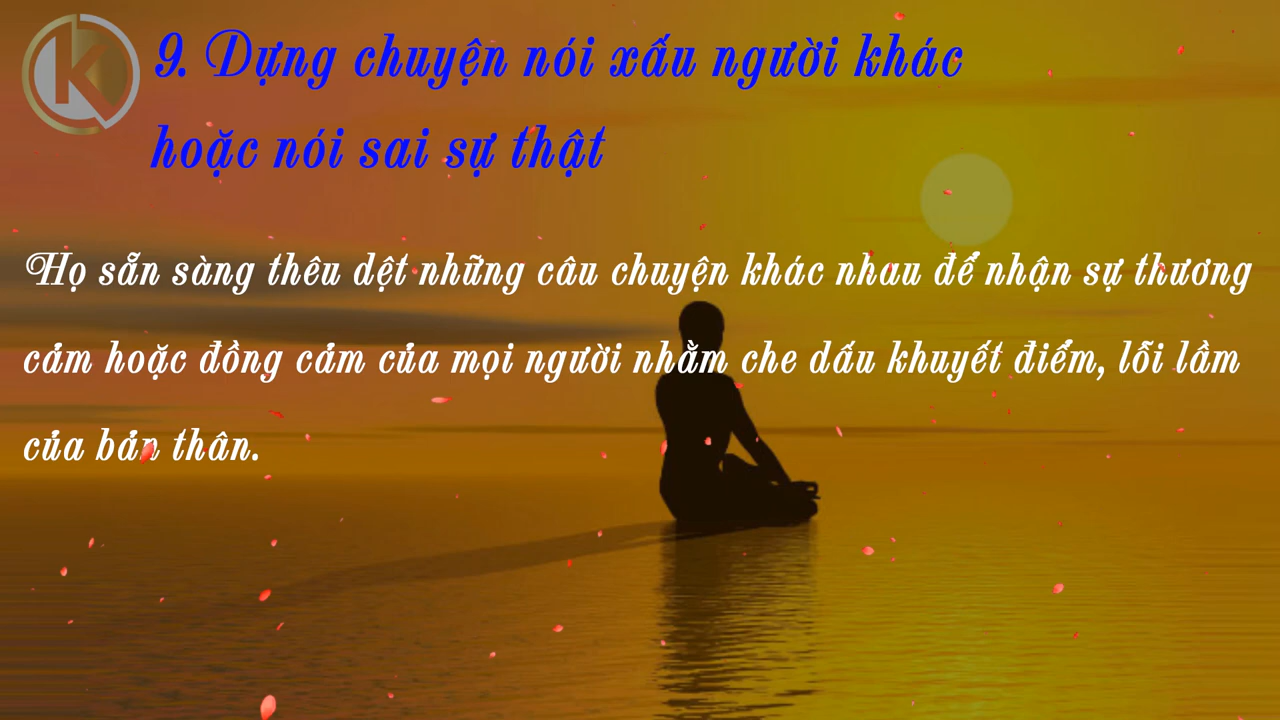 K
9. Dựng chuyện nói xấu người khác
hoặc nói sai sự thật
Họ sẵn sàng thêu dệt những câu chuyện khác nhau để nhận sự thương
cảm hoặc đồng cảm của mọi người nhằm che dấu khuyết điểm, lỗi lầm
của bản thân.